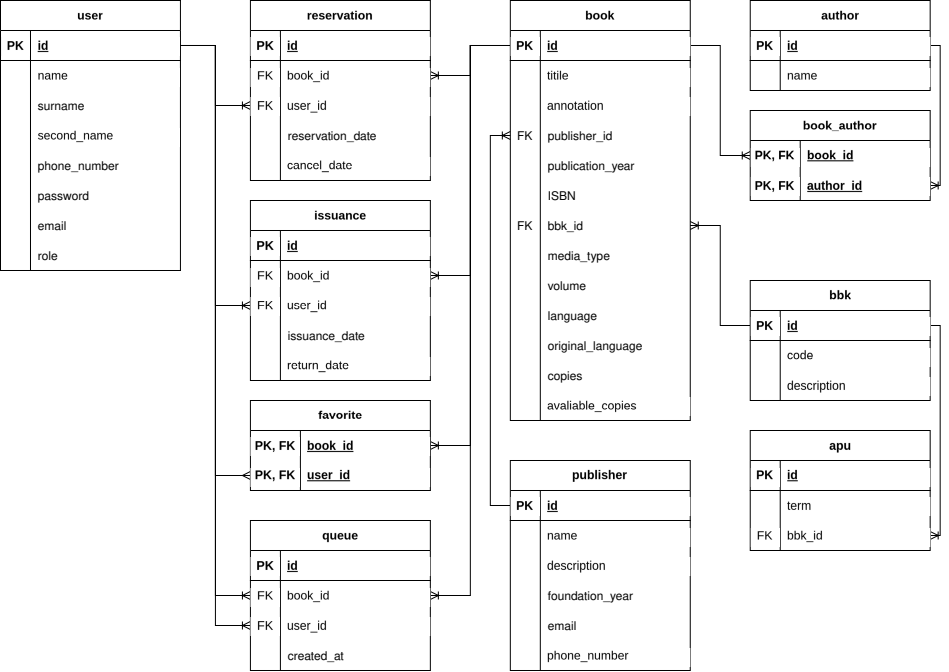 user
PK id
name
surname
second_name
phone_number
password
email
role
reservation
PK id
FK book_id
FK user_id
reservation_date
cancel_date
issuance
PK id
FK book_id
FK user_id
issuance_date
return_date
favorite
PK, FK book_id
PK, FK user_id
queue
PK id
FK book_id
FK user_id
created_at
book
PK id
titile
annotation
FK publisher_id
publication_year
ISBN
FK bbk_id
media_type
volume
language
original_language
copies
avaliable_copies
publisher
PK id
name
description
foundation_year
email
phone_number
author
PK id
name
book_author
PK, FK book_id
PK, FK author_id
bbk
PK id
code
description
apu
PK id
term
FK bbk_id